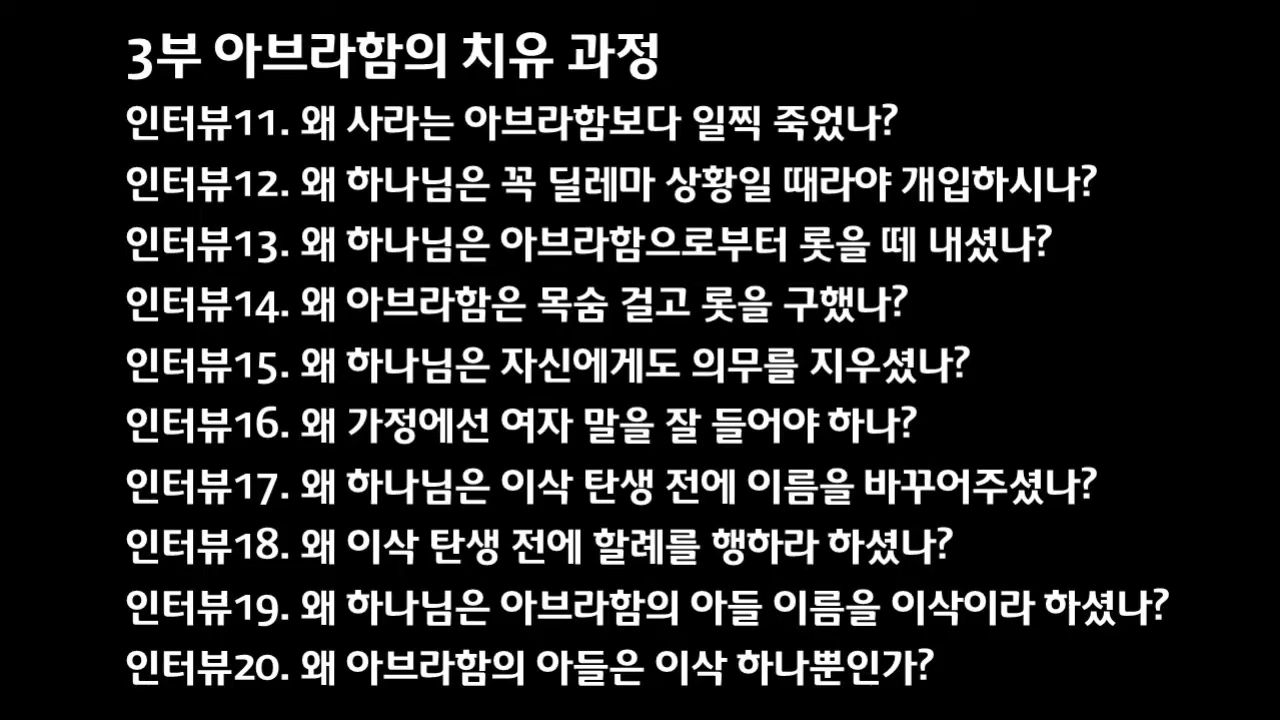 3부 아브라함의 치유 과정
인터뷰11. 왜 사라는 아브라함보다 일찍 죽었나?
인터뷰12. 왜 하나님은 꼭 딜레마 상황일 때라야 개입하시나?
인터뷰13. 왜 하나님은 아브라함으로부터 롯을 떼 내셨나?
인터뷰14. 왜 아브라함은 목숨 걸고 롯을 구했나?
인터뷰15. 왜 하나님은 자신에게도 의무를 지우셨나?
인터뷰16. 왜 가정에선 여자 말을 잘 들어야 하나?
인터뷰17. 왜 하나님은 이삭 탄생 전에 이름을 바꾸어주셨나?
인터뷰18. 왜 이삭 탄생 전에 할례를 행하라 하셨나?
인터뷰19. 왜 하나님은 아브라함의 아들 이름을 이삭이라 하셨나?
인터뷰20. 왜 아브라함의 아들은 이삭 하나뿐인가?